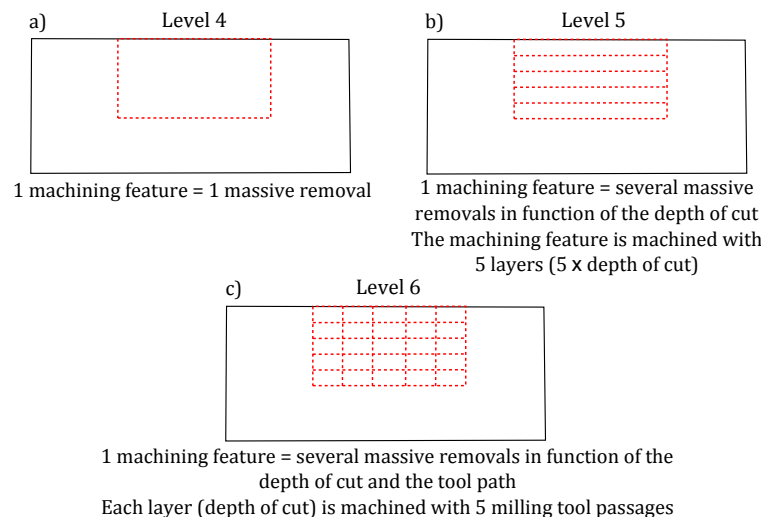 a)
Level 4
1 machining feature = 1 massive removal
b)
Level 5
1 machining feature = several massive
removals in function of the depth of cut
The machining feature is machined with
5 layers (5 x depth of cut)
c)
Level 6
1 machining feature = several massive removals in function of the
depth of cut and the tool path
Each layer (depth of cut) is machined with 5 milling tool passages